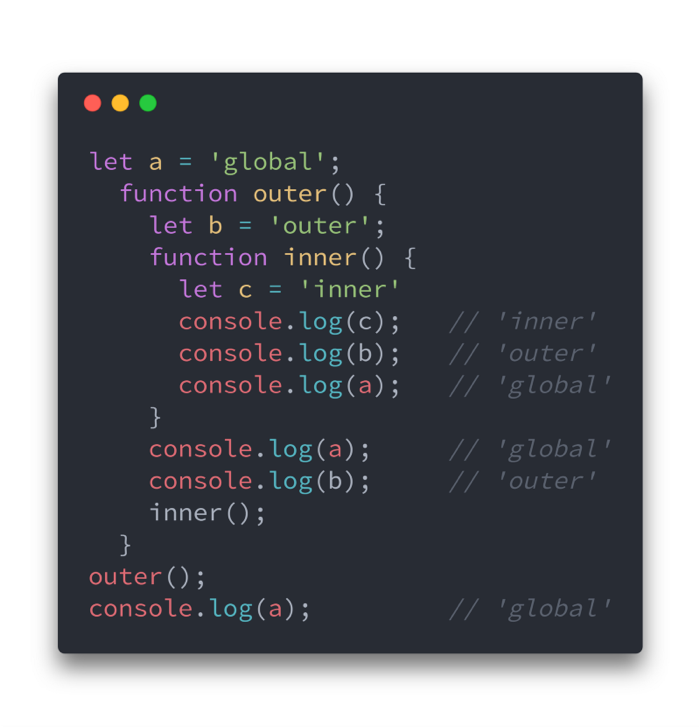 let a = 'global';
  function outer() {
    let b = 'outer';
    function inner() {
      let c = 'inner'
      console.log(c);   // 'inner'
      console.log(b);   // 'outer'
      console.log(a);   // 'global'
    }
    console.log(a);     // 'global'
    console.log(b);     // 'outer'
    inner();
  }
outer();
console.log(a);         // 'global'